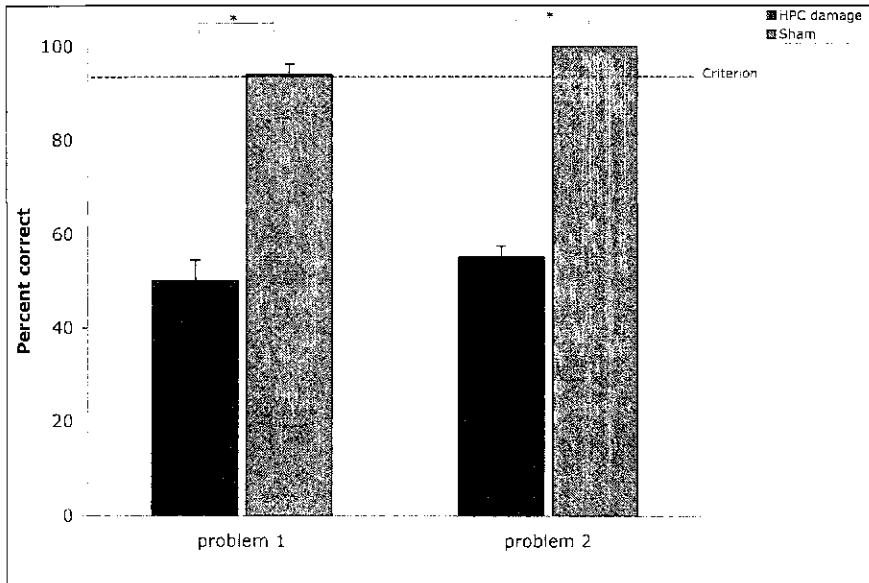 * *
HPC damage
Sham
100
Criterion
80
60
40
20
0
Percent correct
problem 1 problem 2